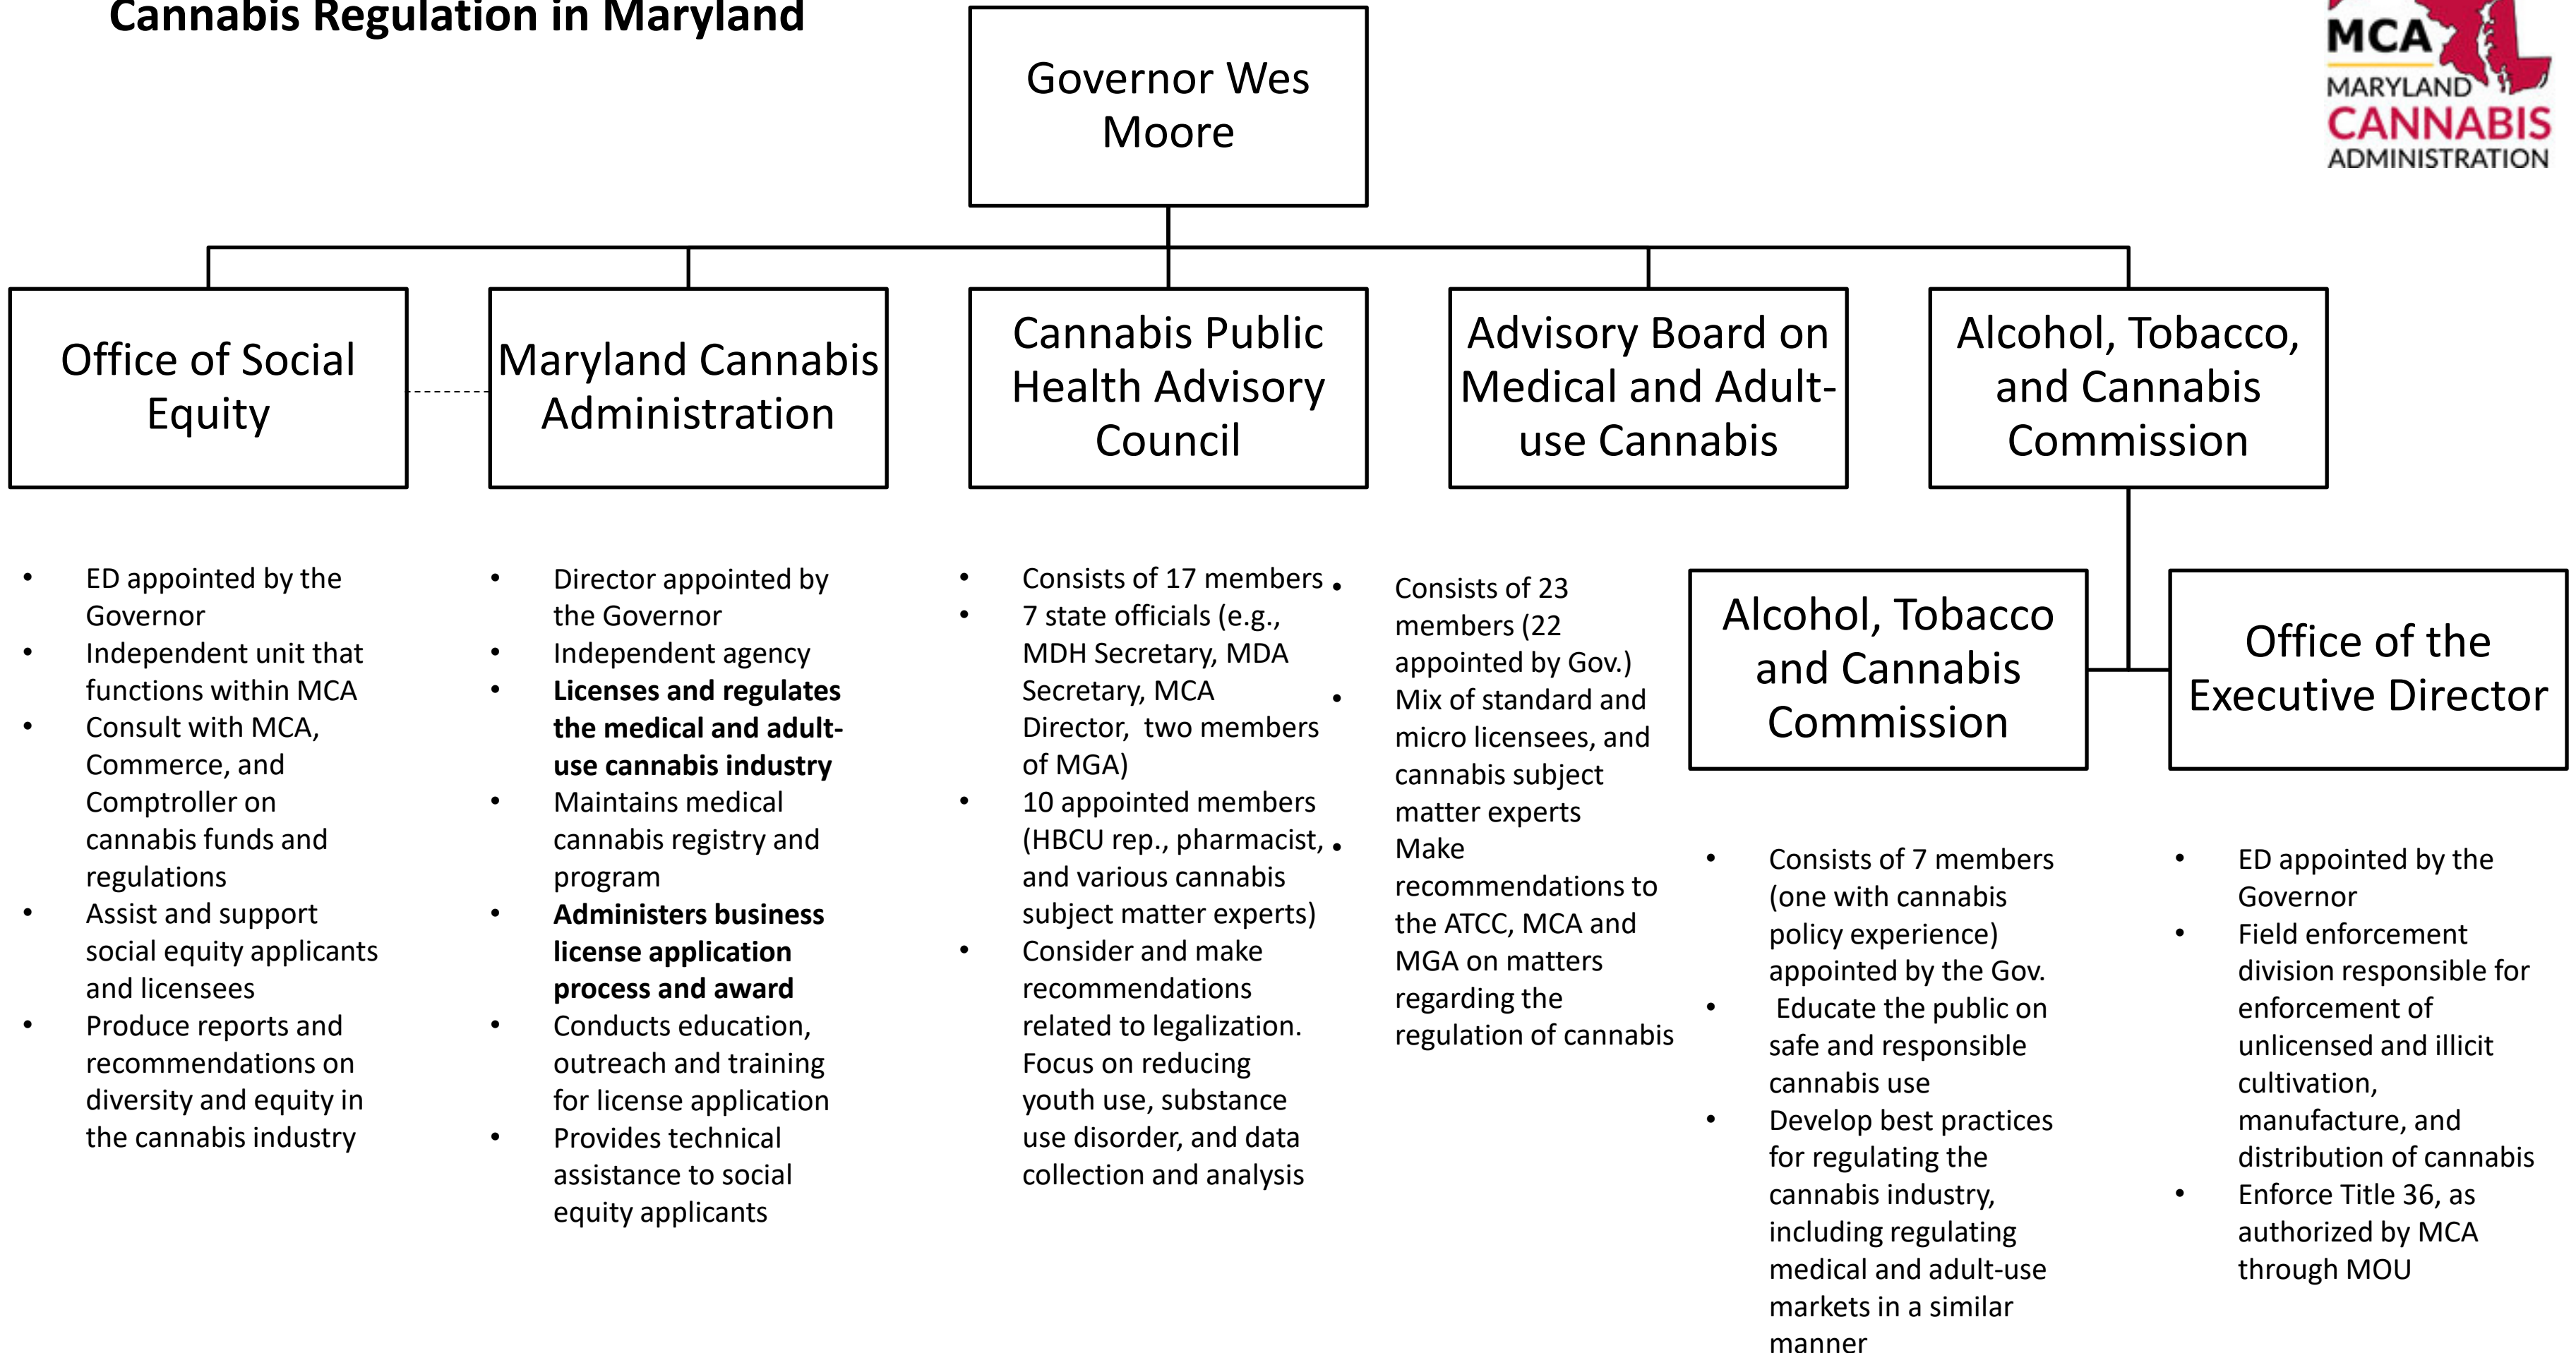 Cannabis Regulation in Maryland
MCA
MARYLAND
CANNABIS
ADMINISTRATION
Governor Wes
Moore
Office of Social
Equity
Maryland Cannabis
Administration
Cannabis Public
Health Advisory
Council
Advisory Board on
Medical and Adult-
use Cannabis
Alcohol, Tobacco,
and Cannabis
Commission
• ED appointed by the
Governor
• Independent unit that
functions within MCA
• Consult with MCA,
Commerce, and
Comptroller on
cannabis funds and
regulations
• Assist and support
social equity applicants
and licensees
• Produce reports and
recommendations on
diversity and equity in
the cannabis industry
• Director appointed by
the Governor
• Independent agency
• Licenses and regulates
the medical and adult-
use cannabis industry
• Maintains medical
cannabis registry and
program
• Administers business
license application
process and award
• Conducts education,
outreach and training
for license application
• Provides technical
assistance to social
equity applicants
• Consists of 17 members
• 7 state officials (e.g.,
MDH Secretary, MDA
Secretary, MCA
Director, two members
of MGA)
• 10 appointed members
(HBCU rep., pharmacist,
and various cannabis
subject matter experts)
• Consider and make
recommendations
related to legalization.
Focus on reducing
youth use, substance
use disorder, and data
collection and analysis
• Consists of 23
members (22
appointed by Gov.)
• Mix of standard and
micro licensees, and
cannabis subject
matter experts
• Make
recommendations to
the ATCC, MCA and
MGA on matters
regarding the
regulation of cannabis
Alcohol, Tobacco
and Cannabis
Commission
• Consists of 7 members
(one with cannabis
policy experience)
appointed by the Gov.
• Educate the public on
safe and responsible
cannabis use
• Develop best practices
for regulating the
cannabis industry,
including regulating
medical and adult-use
markets in a similar
manner
Office of the
Executive Director
• ED appointed by the
Governor
• Field enforcement
division responsible for
enforcement of
unlicensed and illicit
cultivation,
manufacture, and
distribution of cannabis
• Enforce Title 36, as
authorized by MCA
through MOU